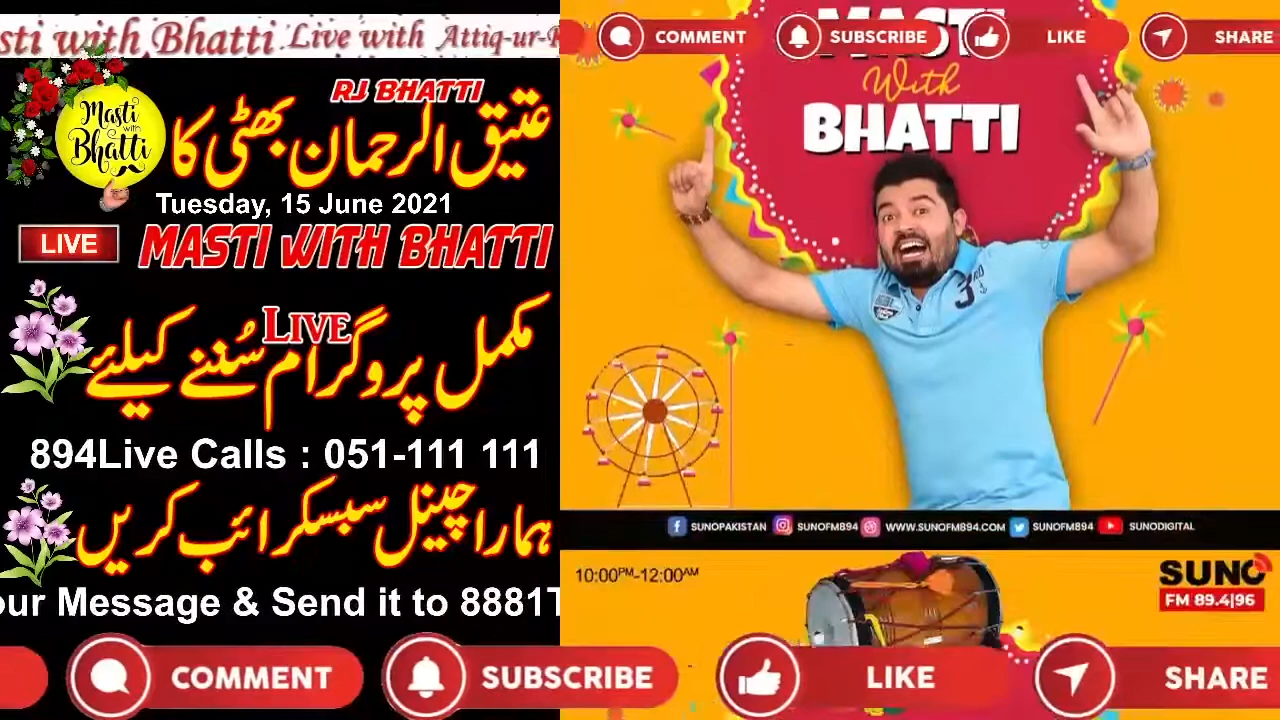 sti with Bhatti Live with Attiq-ur-R
RJ BHATTI
Masti
with
Bhatti
عتیق الرحمان بھٹی کا
Tuesday, 15 June 2021
LIVE
MASTI WITH BHATTI
LIVE
مکمل پروگرام سُننے کیلئے
894Live Calls : 051-111 111
ہمارا چینل سبسکرائب کریں
our Message & Send it to 8881T
COMMENT
SUBSCRIBE
LIKE
SHARE
COMMENT
SUBSCRIBE
LIKE
SHARE
MASTI
With
BHATTI
3RD
SUNOPAKISTAN
SUNOFM894
WWW.SUNOFM894.COM
SUNOFM894
SUNODIGITAL
10:00PM-12:00AM
SUNO
FM 89.4|96